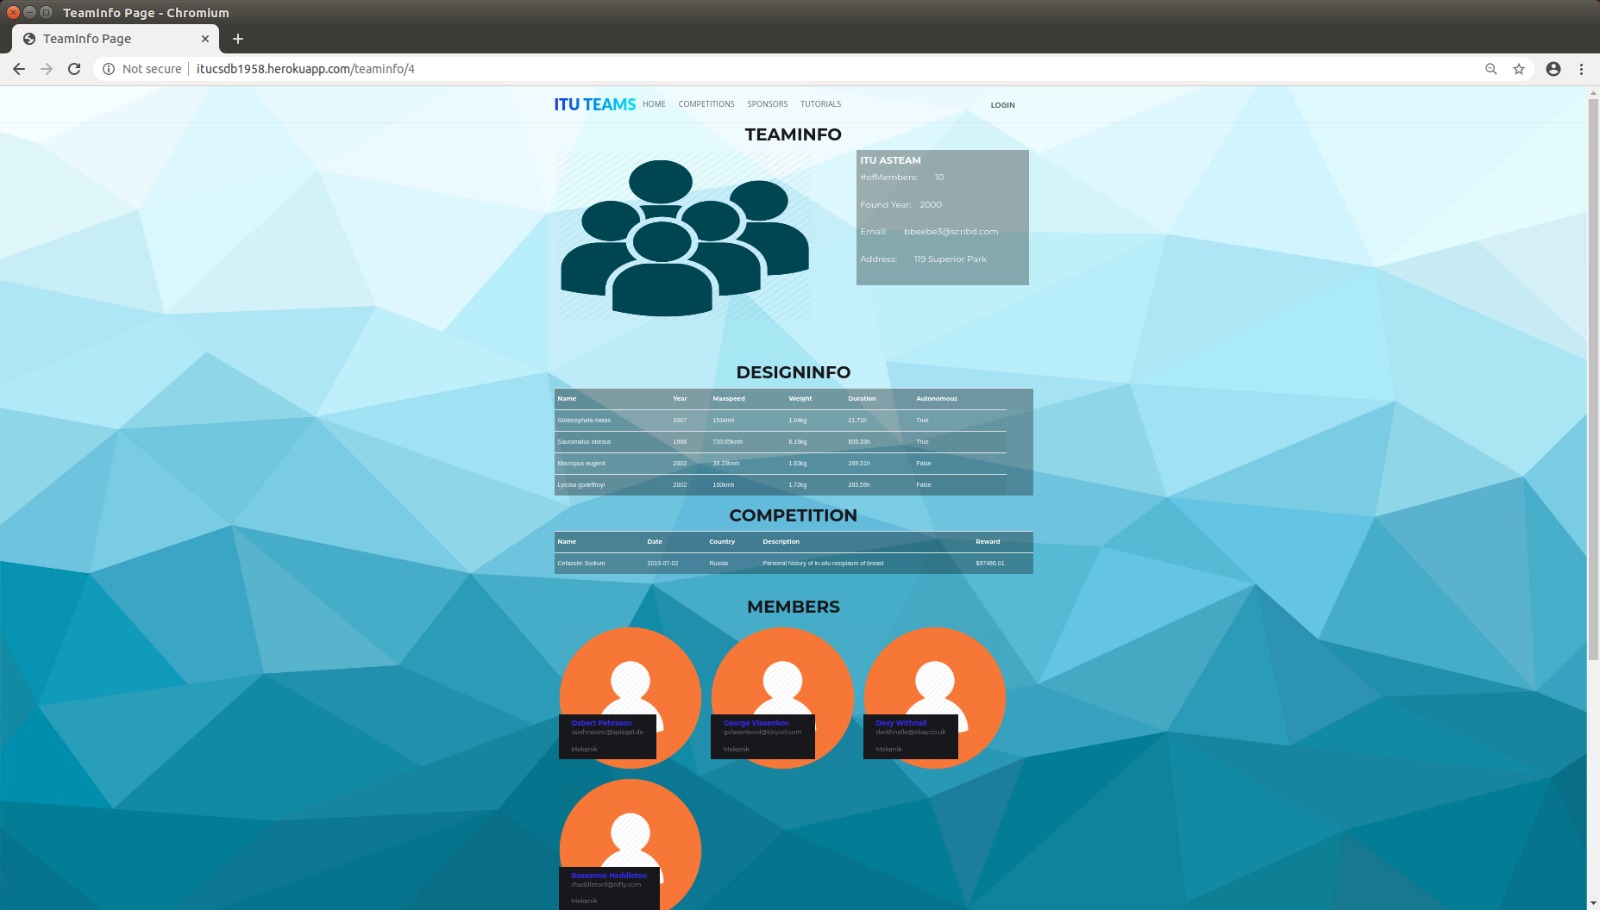 TeamInfo Page - Chromium
TeamInfo Page
Not secure | itucsdb1958.herokuapp.com/teaminfo/4
ITU TEAMS HOME COMPETITIONS SPONSORS TUTORIALS LOGIN
TEAMINFO
ITU ASTEAM
#ofMembers: 10
Found Year: 2000
Email: bbeebe3@scribd.com
Address: 119 Superior Park
DESIGNINFO
Name Year Maxspeed Weight Duration Autonomous
Globicephala melas 2007 151kmh 1.04kg 21.71h True
Sauromalus obesus 1996 733.65kmh 6.19kg 605.33h True
Macropus eugenii 2002 38.23kmh 1.63kg 269.31h False
Lycosa godeffroyi 2002 190kmh 1.72kg 283.59h False
COMPETITION
Name Date Country Description Reward
Cefazolin Sodium 2019-07-02 Russia Personal history of in-situ neoplasm of breast $97486.01
MEMBERS
Osbert Pehrsson
opehrssonc@spiegel.de
Mekanik
George Vlasenkov
gvlasenkovd@tinyurl.com
Mekanik
Devy Withnall
dwithnalle@ebay.co.uk
Mekanik
Roseanne Haddleton
rhaddletonf@nifty.com
Mekanik